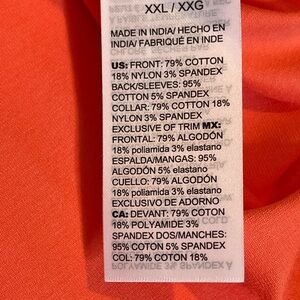 XXL / XXG
MADE IN INDIA/ HECHO EN
INDIA/ FABRIQUÉ EN INDE
US: FRONT: 79% COTTON
18% NYLON 3% SPANDEX
BACK/SLEEVES: 95%
COTTON 5% SPANDEX
COLLAR: 79% COTTON 18%
NYLON 3% SPANDEX
EXCLUSIVE OF TRIM MX:
FRONTAL: 79% ALGODÓN
18% poliamida 3% elastano
ESPALDA/MANGAS: 95%
ALGODÓN 5% elastano
CUELLO: 79% ALGODÓN
18% poliamida 3% elastano
EXCLUSIVO DE ADORNO
CA: DEVANT: 79% COTON
18% POLYAMIDE 3%
SPANDEX DOS/MANCHES:
95% COTON 5% SPANDEX
COL: 79% COTON 18%
POLYAMIDE 3% SPANDEX